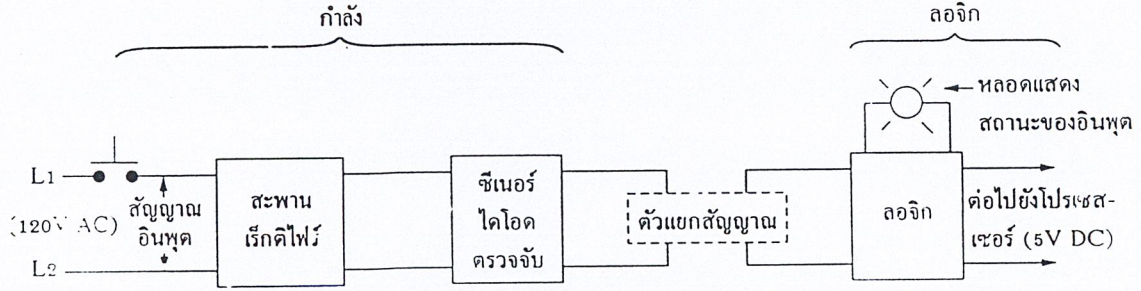 กำลัง
ลอจิก
หลอดแสดง
สถานะของอินพุต
L1
(120V AC)
L2
สัญญาณ
อินพุต
สะพาน
เร็กติไฟร์
ซีเนอร์
ไดโอด
ตรวจจับ
ตัวแยกสัญญาณ
ลอจิก
ต่อไปยังโปรเซส-
เซอร์ (5V DC)